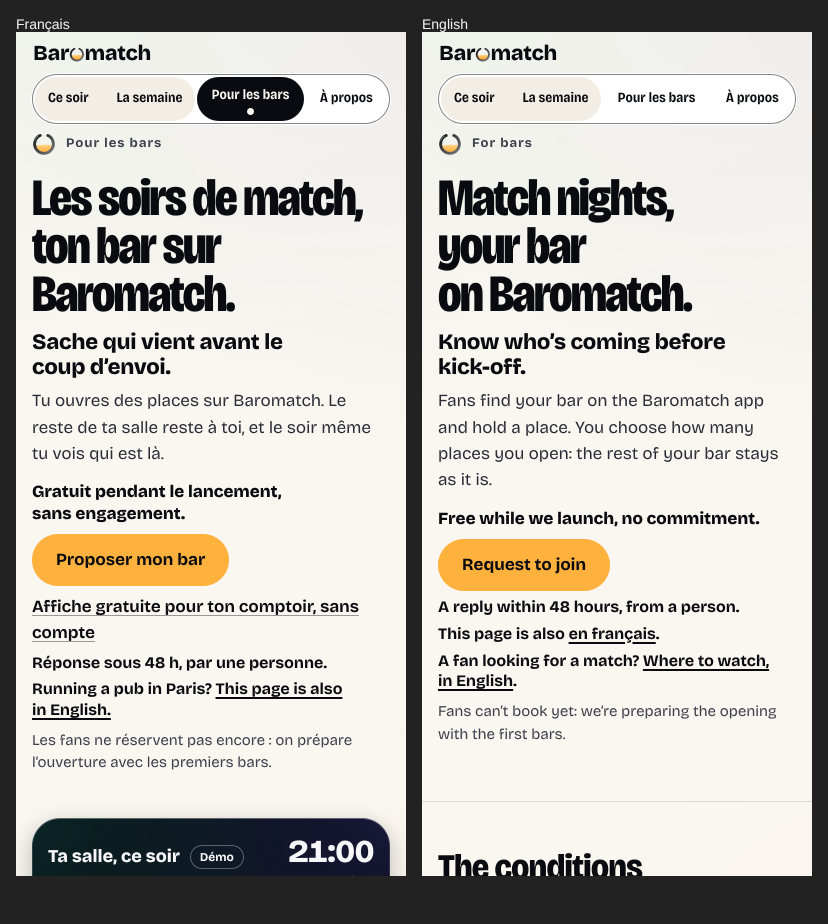 Français
Baromatch
Ce soir
La semaine
Pour les bars
À propos
Pour les bars
Les soirs de match,
ton bar sur
Baromatch.
Sache qui vient avant le
coup d’envoi.
Tu ouvres des places sur Baromatch. Le
reste de ta salle reste à toi, et le soir même
tu vois qui est là.
Gratuit pendant le lancement,
sans engagement.
Proposer mon bar
Affiche gratuite pour ton comptoir, sans
compte
Réponse sous 48 h, par une personne.
Running a pub in Paris? This page is also
in English.
Les fans ne réservent pas encore : on prépare
l’ouverture avec les premiers bars.
Ta salle, ce soir
Démo
21:00
English
Baromatch
Ce soir
La semaine
Pour les bars
À propos
For bars
Match nights,
your bar
on Baromatch.
Know who’s coming before
kick-off.
Fans find your bar on the Baromatch app
and hold a place. You choose how many
places you open: the rest of your bar stays
as it is.
Free while we launch, no commitment.
Request to join
A reply within 48 hours, from a person.
This page is also en français.
A fan looking for a match? Where to watch,
in English.
Fans can’t book yet: we’re preparing the opening
with the first bars.
The conditions